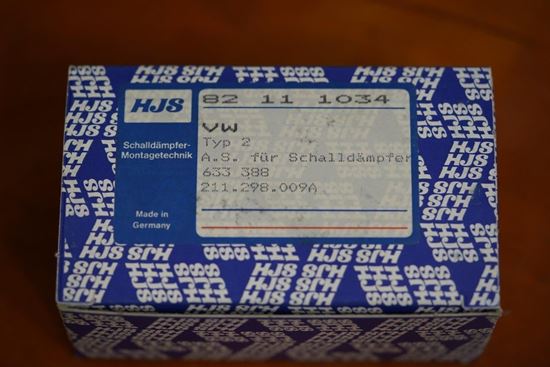 HJS
Schalldämpfer-
Montagetechnik
Made in
Germany
82 11 1034
VW
Typ 2
A.S. für Schalldämpfer
633 388
211.298.009A